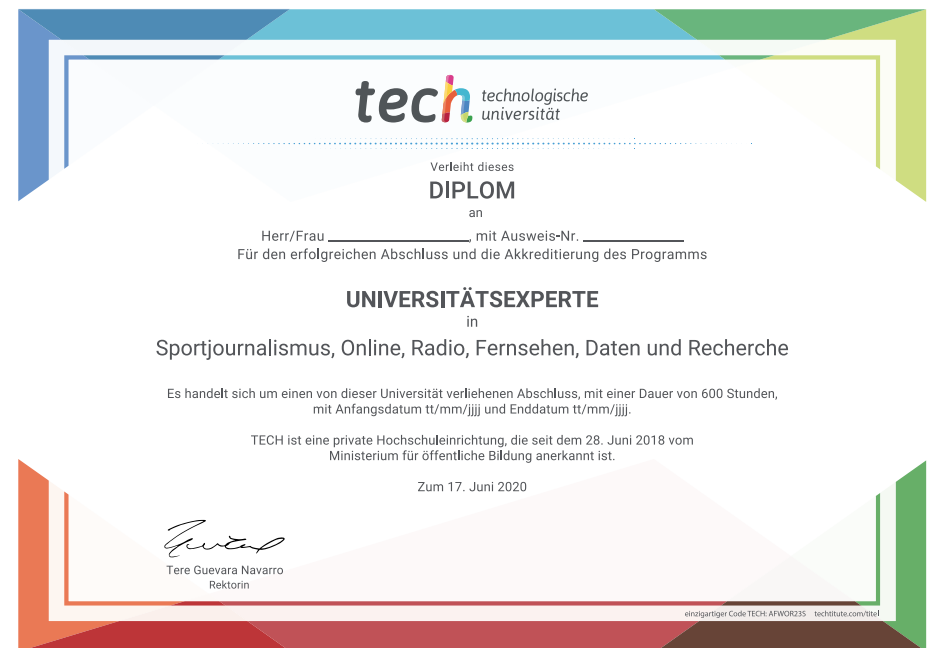 tech technologische
universität
Verleiht dieses
DIPLOM
an
Herr/Frau ____________________, mit Ausweis-Nr. ______________
Für den erfolgreichen Abschluss und die Akkreditierung des Programms
UNIVERSITÄTSEXPERTE
in
Sportjournalismus, Online, Radio, Fernsehen, Daten und Recherche
Es handelt sich um einen von dieser Universität verliehenen Abschluss, mit einer Dauer von 600 Stunden,
mit Anfangsdatum tt/mm/jjjj und Enddatum tt/mm/jjjj.
TECH ist eine private Hochschuleinrichtung, die seit dem 28. Juni 2018 vom
Ministerium für öffentliche Bildung anerkannt ist.
Zum 17. Juni 2020
Tere Guevara Navarro
Rektorin
einzigartiger Code TECH: AFWOR235 techtitute.com/titel